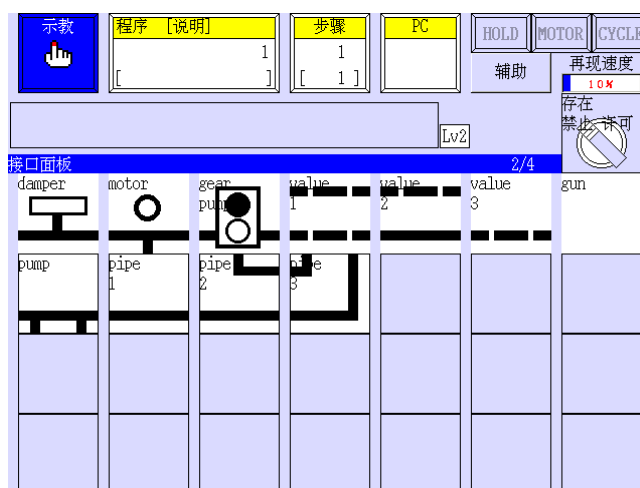 示教
程序 [说明]
1
[ ]
步骤
1
[ 1 ]
PC
HOLD
MOTOR
CYCLE
辅助
再现速度
10%
存在
禁止 许可
Lv2
接口面板 2/4
damper
motor
gear
pump
value
1
value
2
value
3
gun
pump
pipe
1
pipe
2
pipe
3